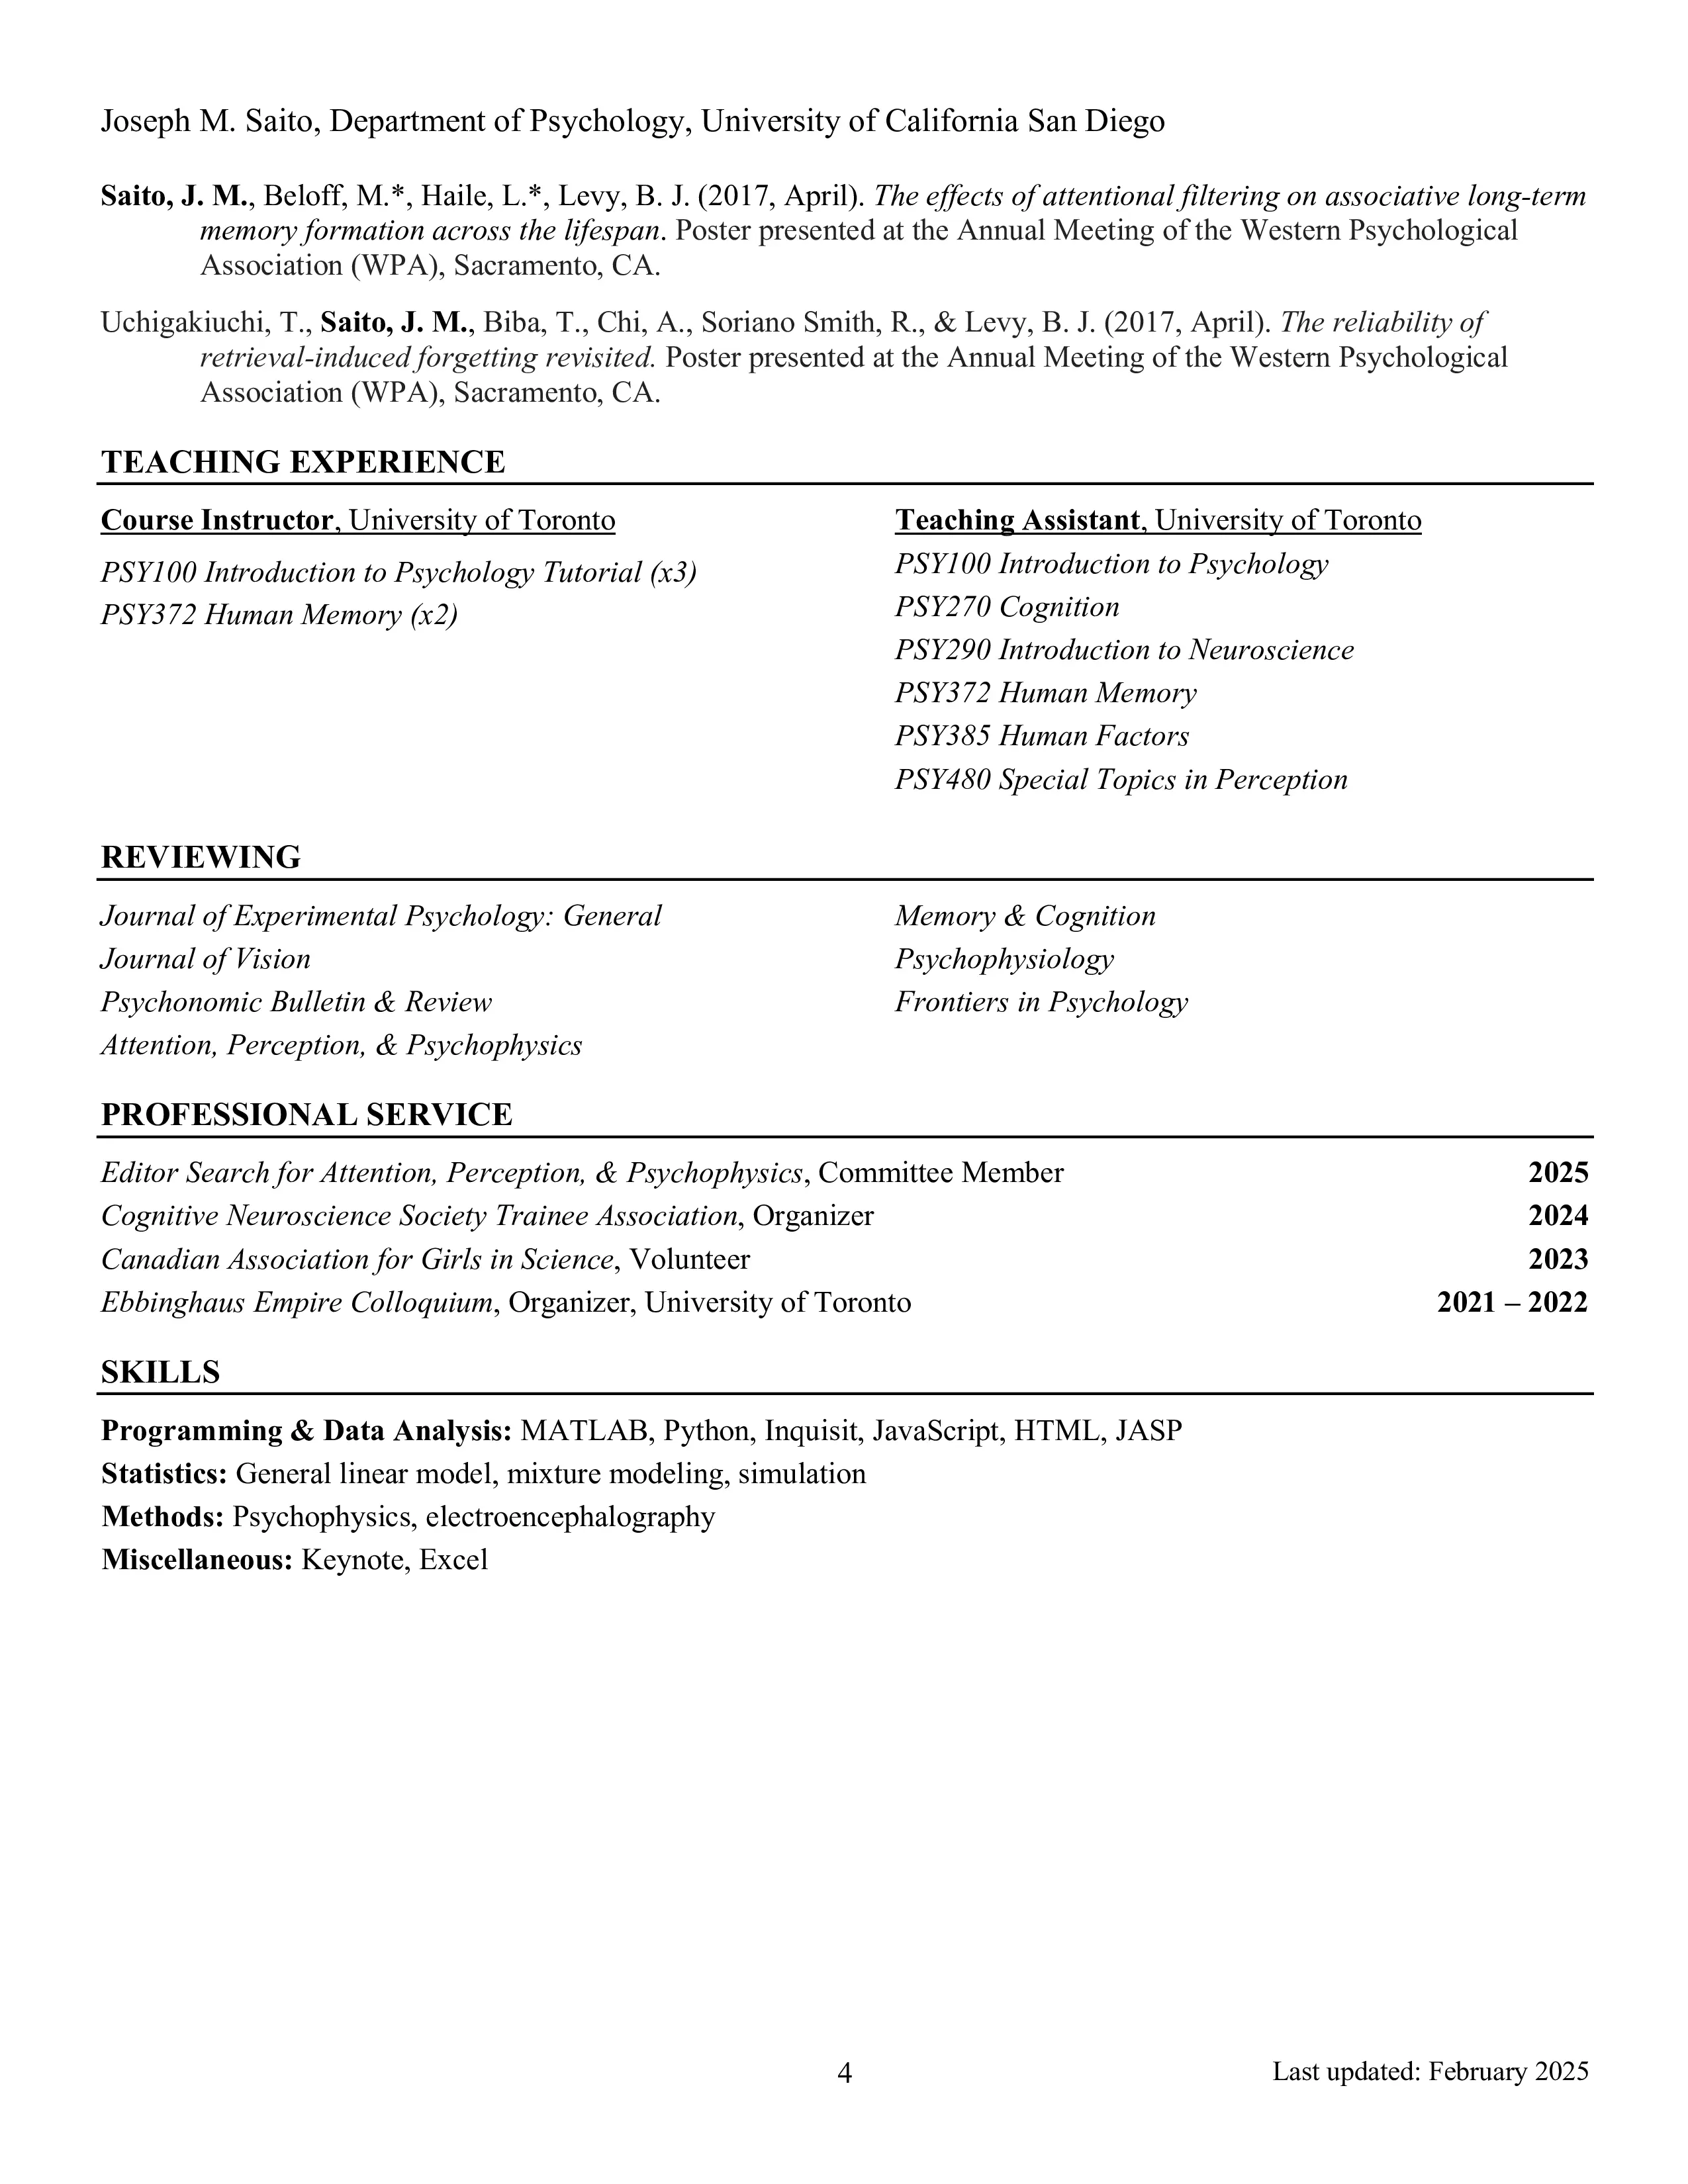 Joseph M. Saito, Department of Psychology, University of California San Diego
Saito, J. M., Beloff, M.*, Haile, L.*, Levy, B. J. (2017, April). The effects of attentional filtering on associative long-term
memory formation across the lifespan. Poster presented at the Annual Meeting of the Western Psychological
Association (WPA), Sacramento, CA.
Uchigakiuchi, T., Saito, J. M., Biba, T., Chi, A., Soriano Smith, R., & Levy, B. J. (2017, April). The reliability of
retrieval-induced forgetting revisited. Poster presented at the Annual Meeting of the Western Psychological
Association (WPA), Sacramento, CA.
TEACHING EXPERIENCE
Course Instructor, University of Toronto
PSY100 Introduction to Psychology Tutorial (x3)
PSY372 Human Memory (x2)
Teaching Assistant, University of Toronto
PSY100 Introduction to Psychology
PSY270 Cognition
PSY290 Introduction to Neuroscience
PSY372 Human Memory
PSY385 Human Factors
PSY480 Special Topics in Perception
REVIEWING
Journal of Experimental Psychology: General
Journal of Vision
Psychonomic Bulletin & Review
Attention, Perception, & Psychophysics
Memory & Cognition
Psychophysiology
Frontiers in Psychology
PROFESSIONAL SERVICE
Editor Search for Attention, Perception, & Psychophysics, Committee Member 2025
Cognitive Neuroscience Society Trainee Association, Organizer 2024
Canadian Association for Girls in Science, Volunteer 2023
Ebbinghaus Empire Colloquium, Organizer, University of Toronto 2021 – 2022
SKILLS
Programming & Data Analysis: MATLAB, Python, Inquisit, JavaScript, HTML, JASP
Statistics: General linear model, mixture modeling, simulation
Methods: Psychophysics, electroencephalography
Miscellaneous: Keynote, Excel
4
Last updated: February 2025